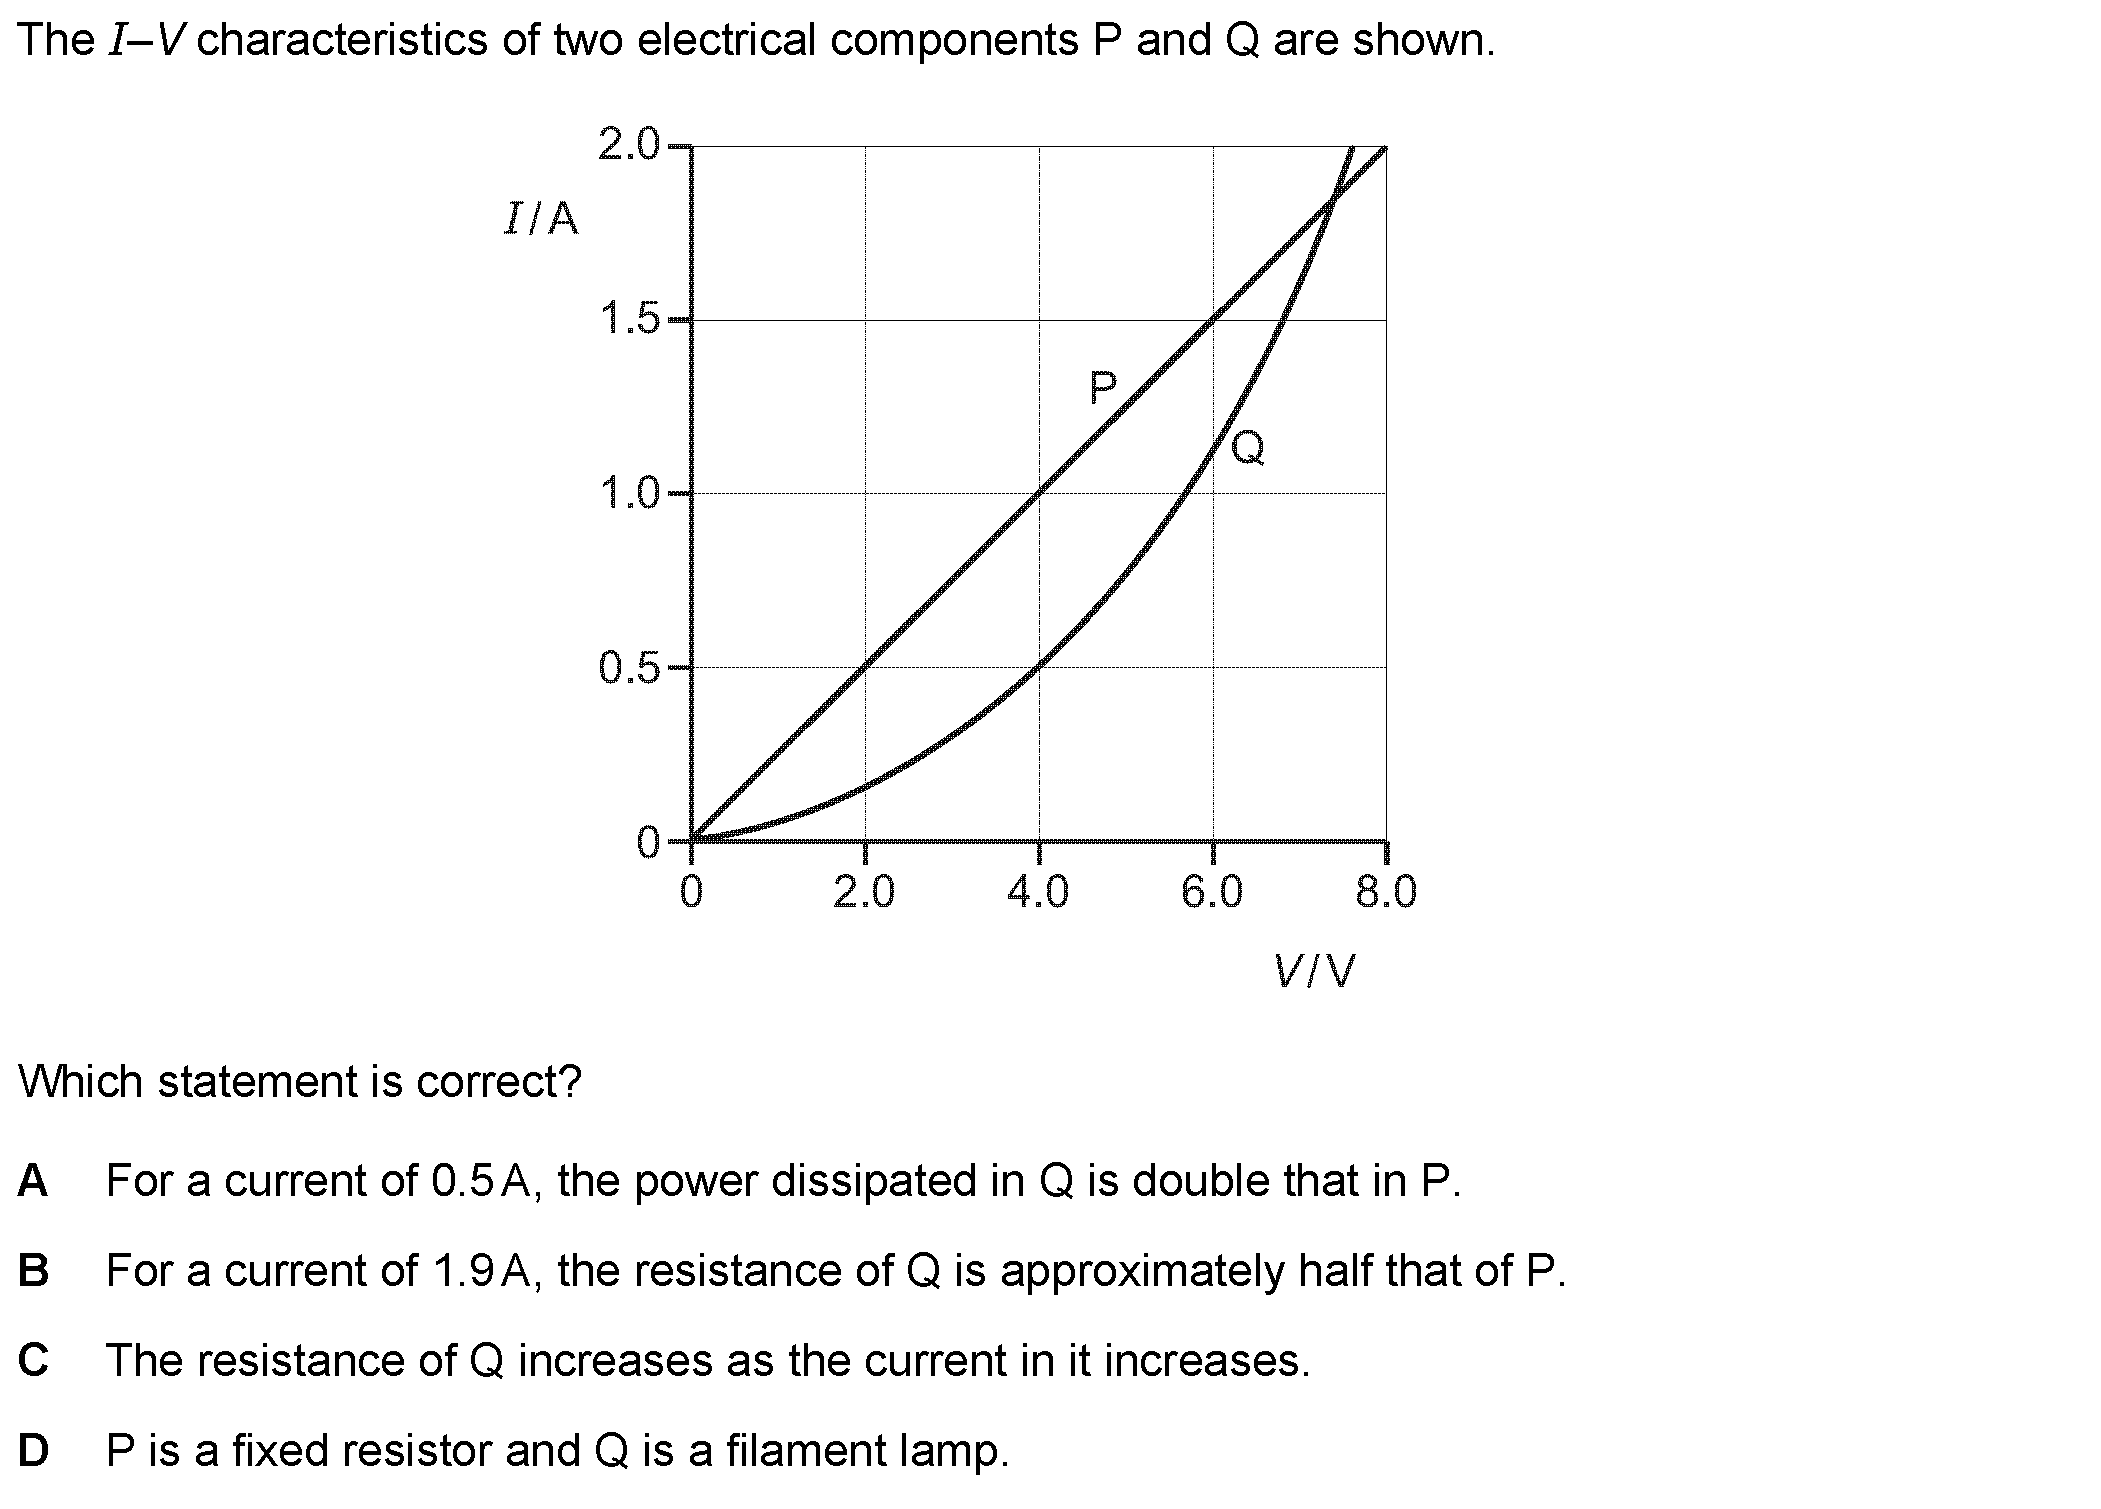 The I–V characteristics of two electrical components P and Q are shown.
2.0
I/A
1.5
P
Q
1.0
0.5
0
0 2.0 4.0 6.0 8.0
V/V
Which statement is correct?
A For a current of 0.5 A, the power dissipated in Q is double that in P.
B For a current of 1.9 A, the resistance of Q is approximately half that of P.
C The resistance of Q increases as the current in it increases.
D P is a fixed resistor and Q is a filament lamp.